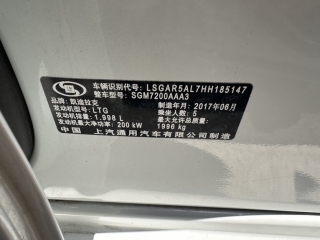 车辆识别代号: LSGAR5AL7HH185147
整车型号: SGM7200AAA3
品牌: 凯迪拉克 制造年月: 2017年06月
发动机型号: LTG 乘坐人数: 5
发动机排量: 1.998 L 最大允许总质量:
发动机最大净功率: 200 kW 1996 kg
中国 上汽通用汽车有限公司制造